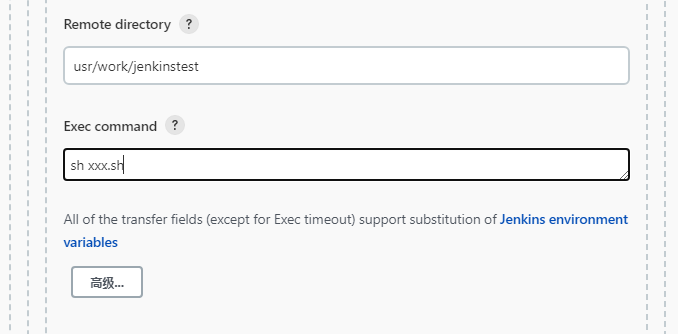 Remote directory ?
usr/work/jenkinstest
Exec command ?
sh xxx.sh
All of the transfer fields (except for Exec timeout) support substitution of Jenkins environment
variables
高级...